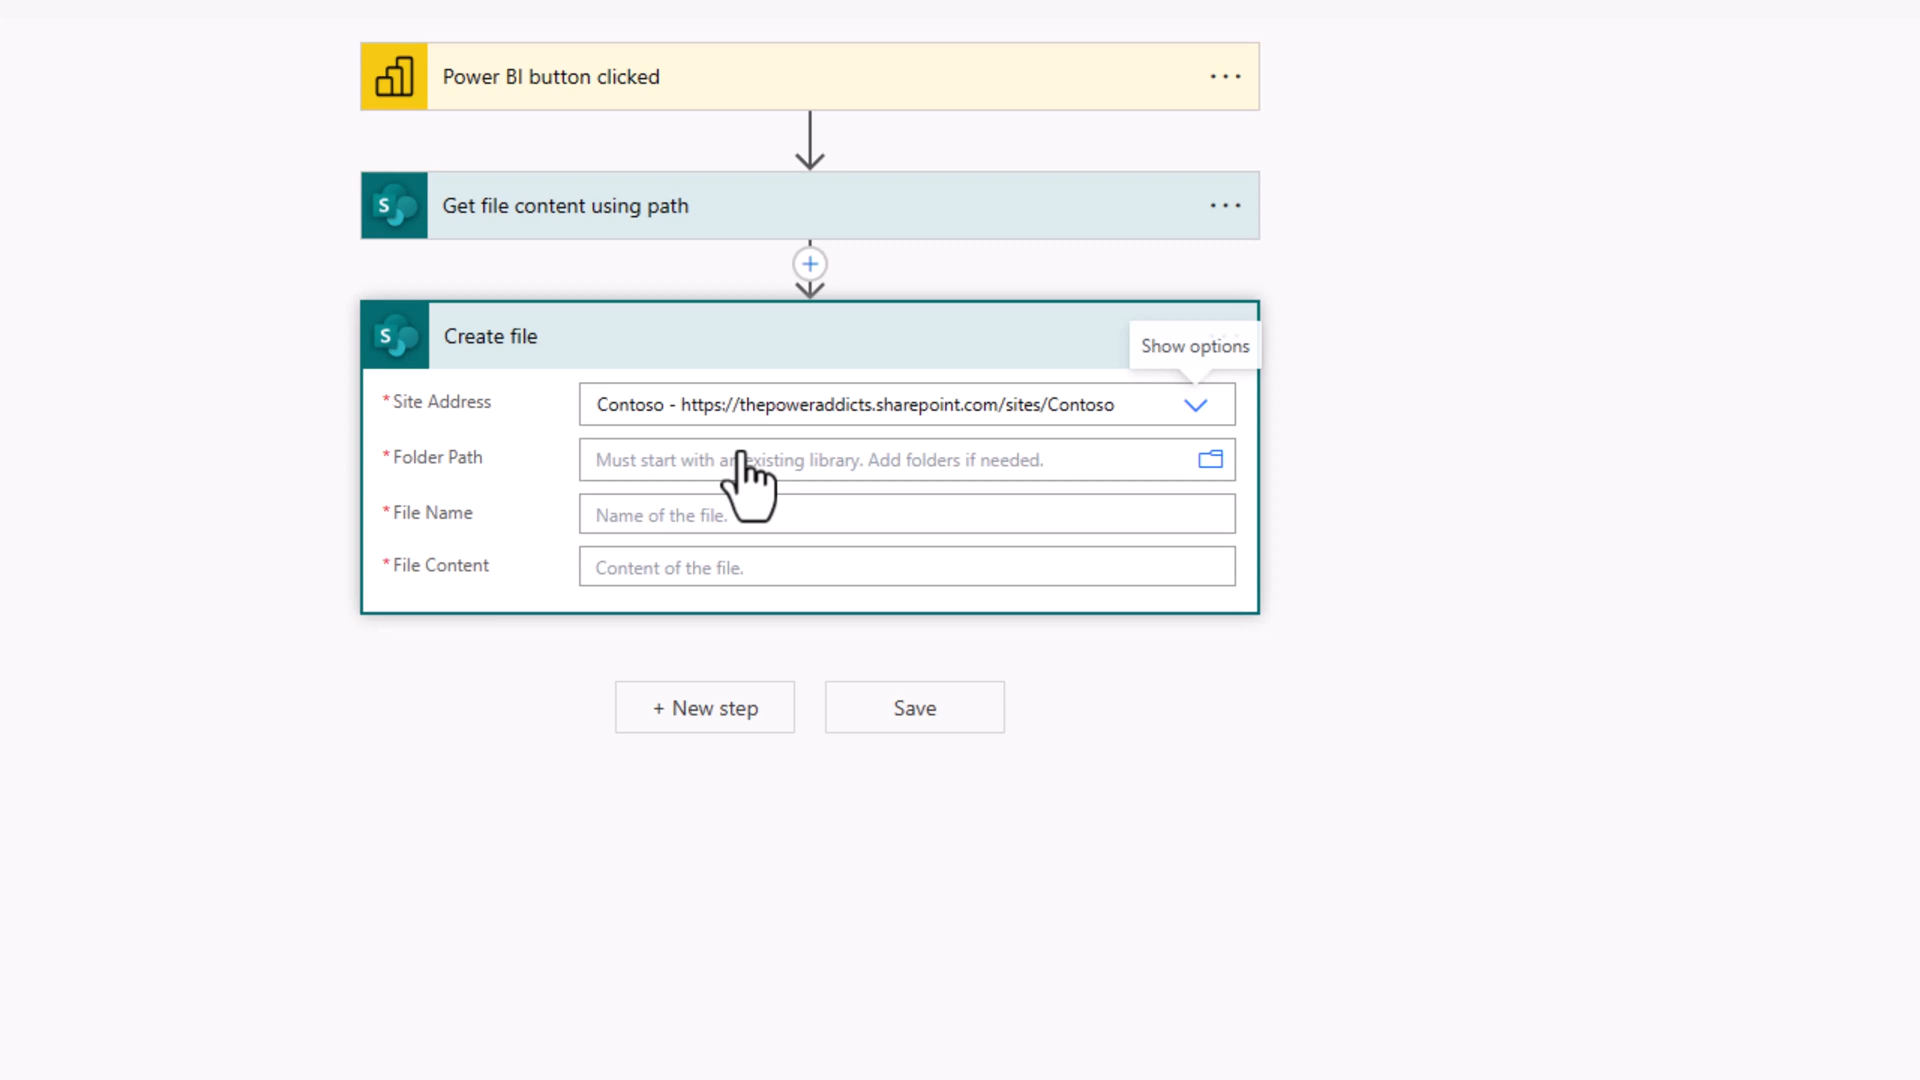 Power BI button clicked
Get file content using path
Create file
Show options
* Site Address
Contoso - https://thepoweraddicts.sharepoint.com/sites/Contoso
* Folder Path
Must start with an existing library. Add folders if needed.
* File Name
Name of the file.
* File Content
Content of the file.
+ New step
Save